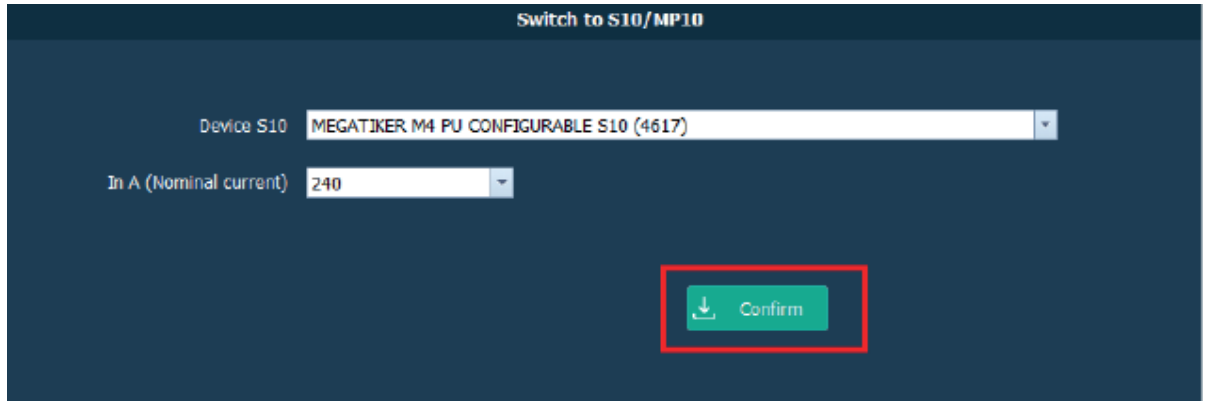 Switch to S10/MP10
Device S10 MEGATIKER M4 PU CONFIGURABLE S10 (4617)
In A (Nominal current) 240
Confirm